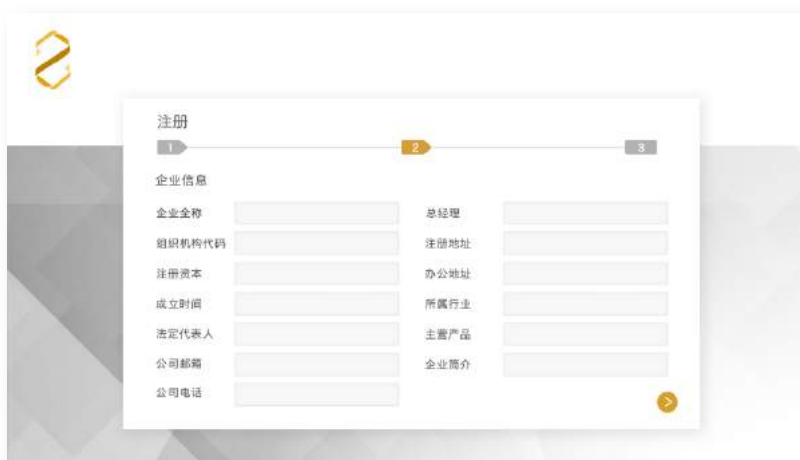 注册
1 2 3
企业信息
企业全称 总经理
组织机构代码 注册地址
注册资本 办公地址
成立时间 所属行业
法定代表人 主营产品
公司邮箱 企业简介
公司电话
>